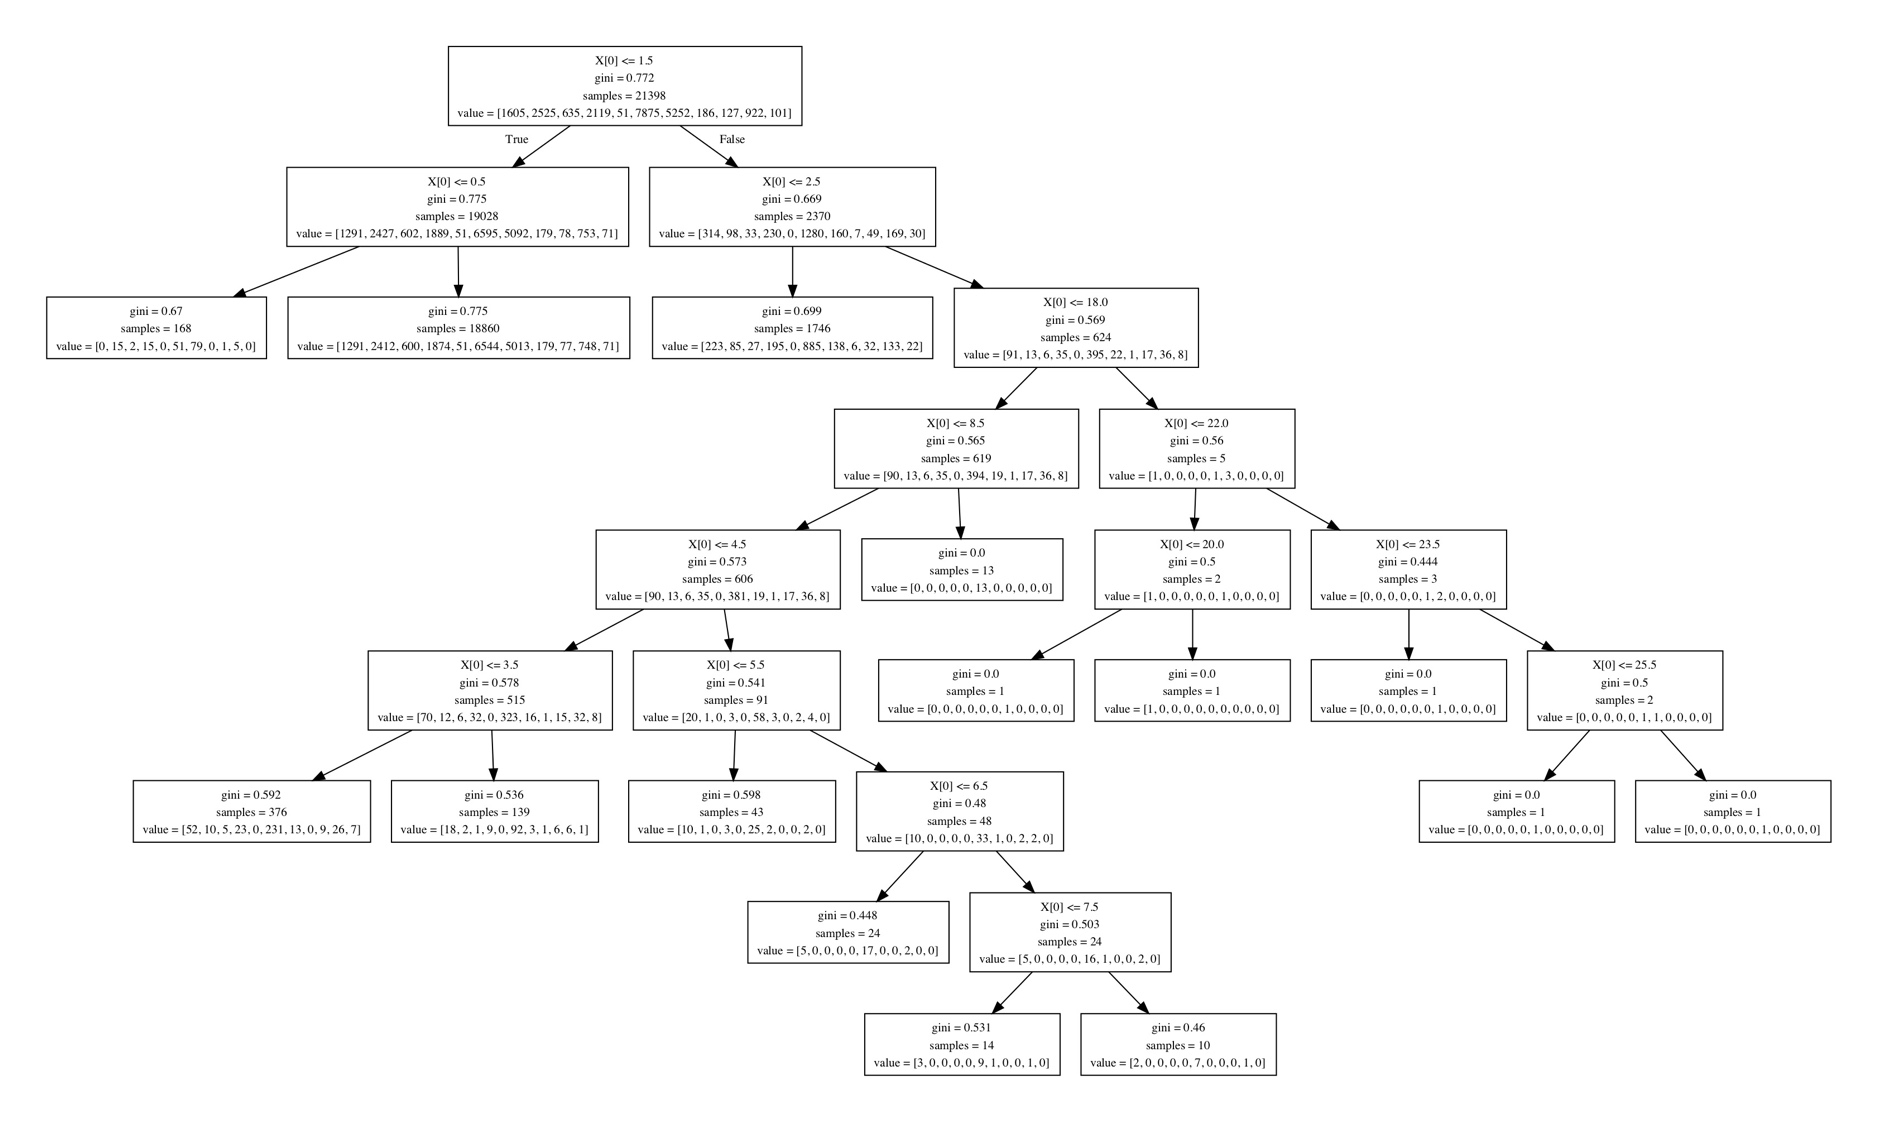 X[0] <= 1.5
gini = 0.772
samples = 21398
value = [1605, 2525, 635, 2119, 51, 7875, 5252, 186, 127, 922, 101]
True
False
X[0] <= 0.5
gini = 0.775
samples = 19028
value = [1291, 2427, 602, 1889, 51, 6595, 5092, 179, 78, 753, 71]
X[0] <= 2.5
gini = 0.669
samples = 2370
value = [314, 98, 33, 230, 0, 1280, 160, 7, 49, 169, 30]
gini = 0.67
samples = 168
value = [0, 15, 2, 15, 0, 51, 79, 0, 1, 5, 0]
gini = 0.775
samples = 18860
value = [1291, 2412, 600, 1874, 51, 6544, 5013, 179, 77, 748, 71]
gini = 0.699
samples = 1746
value = [223, 85, 27, 195, 0, 885, 138, 6, 32, 133, 22]
X[0] <= 18.0
gini = 0.569
samples = 624
value = [91, 13, 6, 35, 0, 395, 22, 1, 17, 36, 8]
X[0] <= 8.5
gini = 0.565
samples = 619
value = [90, 13, 6, 35, 0, 394, 19, 1, 17, 36, 8]
X[0] <= 22.0
gini = 0.56
samples = 5
value = [1, 0, 0, 0, 0, 1, 3, 0, 0, 0, 0]
X[0] <= 4.5
gini = 0.573
samples = 606
value = [90, 13, 6, 35, 0, 381, 19, 1, 17, 36, 8]
gini = 0.0
samples = 13
value = [0, 0, 0, 0, 0, 13, 0, 0, 0, 0, 0]
X[0] <= 20.0
gini = 0.5
samples = 2
value = [1, 0, 0, 0, 0, 0, 1, 0, 0, 0, 0]
X[0] <= 23.5
gini = 0.444
samples = 3
value = [0, 0, 0, 0, 0, 1, 2, 0, 0, 0, 0]
X[0] <= 3.5
gini = 0.578
samples = 515
value = [70, 12, 6, 32, 0, 323, 16, 1, 15, 32, 8]
X[0] <= 5.5
gini = 0.541
samples = 91
value = [20, 1, 0, 3, 0, 58, 3, 0, 2, 4, 0]
gini = 0.0
samples = 1
value = [0, 0, 0, 0, 0, 0, 1, 0, 0, 0, 0]
gini = 0.0
samples = 1
value = [1, 0, 0, 0, 0, 0, 0, 0, 0, 0, 0]
gini = 0.0
samples = 1
value = [0, 0, 0, 0, 0, 0, 1, 0, 0, 0, 0]
X[0] <= 25.5
gini = 0.5
samples = 2
value = [0, 0, 0, 0, 0, 1, 1, 0, 0, 0, 0]
gini = 0.592
samples = 376
value = [52, 10, 5, 23, 0, 231, 13, 0, 9, 26, 7]
gini = 0.536
samples = 139
value = [18, 2, 1, 9, 0, 92, 3, 1, 6, 6, 1]
gini = 0.598
samples = 43
value = [10, 1, 0, 3, 0, 25, 2, 0, 0, 2, 0]
X[0] <= 6.5
gini = 0.48
samples = 48
value = [10, 0, 0, 0, 0, 33, 1, 0, 2, 2, 0]
gini = 0.0
samples = 1
value = [0, 0, 0, 0, 0, 1, 0, 0, 0, 0, 0]
gini = 0.0
samples = 1
value = [0, 0, 0, 0, 0, 0, 1, 0, 0, 0, 0]
gini = 0.448
samples = 24
value = [5, 0, 0, 0, 0, 17, 0, 0, 2, 0, 0]
X[0] <= 7.5
gini = 0.503
samples = 24
value = [5, 0, 0, 0, 0, 16, 1, 0, 0, 2, 0]
gini = 0.531
samples = 14
value = [3, 0, 0, 0, 0, 9, 1, 0, 0, 1, 0]
gini = 0.46
samples = 10
value = [2, 0, 0, 0, 0, 7, 0, 0, 0, 1, 0]